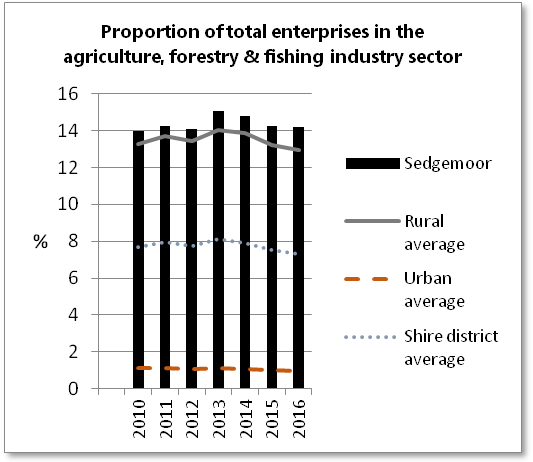 Proportion of total enterprises in the
agriculture, forestry & fishing industry sector
16
14
12
10
8
6
4
2
0
%
2010
2011
2012
2013
2014
2015
2016
Sedgemoor
Rural
average
Urban
average
Shire district
average